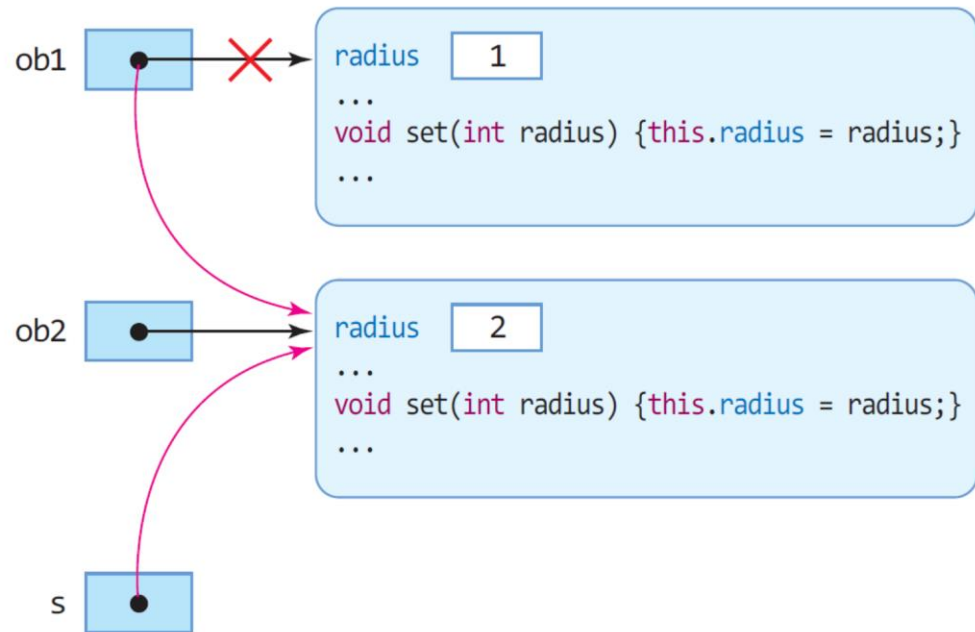 ob1
radius 1
...
void set(int radius) {this.radius = radius;}
...
ob2
radius 2
...
void set(int radius) {this.radius = radius;}
...
s